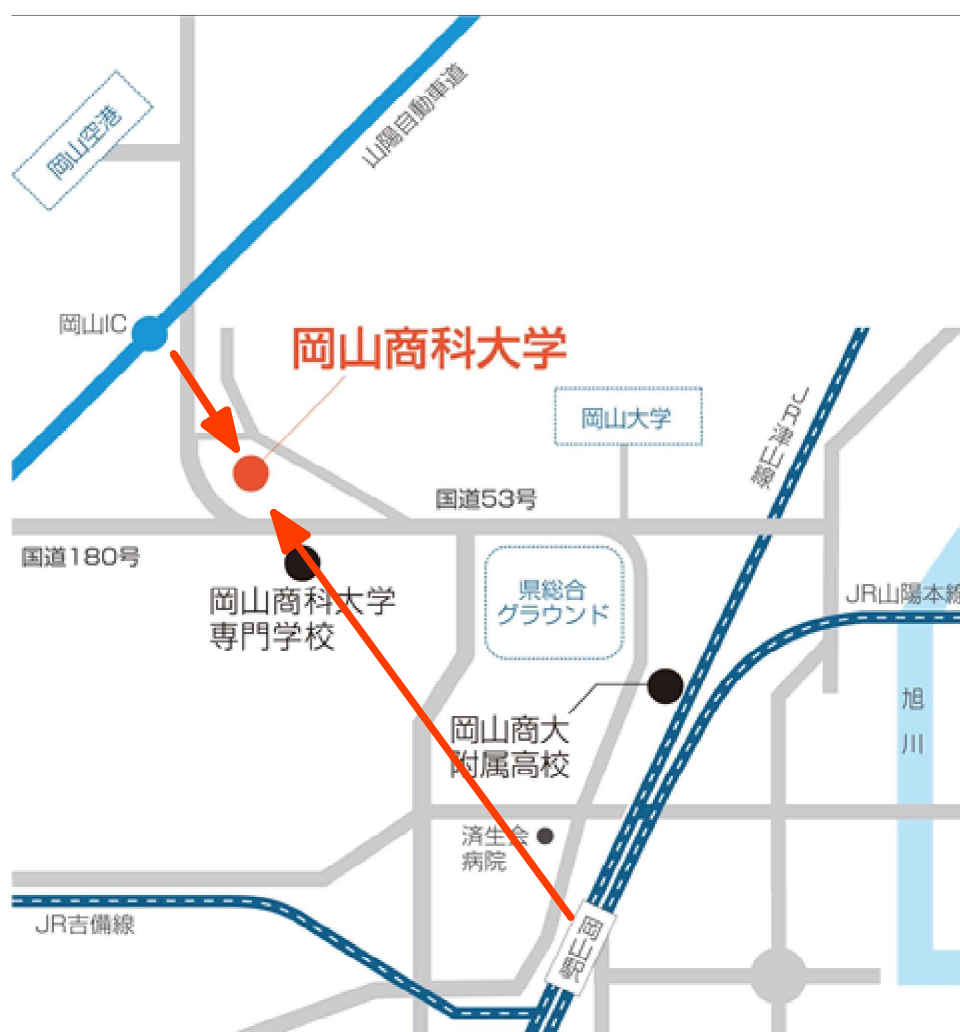 山陽自動車道
岡山空港
岡山IC
岡山商科大学
岡山大学
JR津山線
国道53号
国道180号
県総合
グラウンド
岡山商科大学
専門学校
JR山陽本線
旭川
岡山商大
附属高校
済生会
病院
JR吉備線
岡山駅